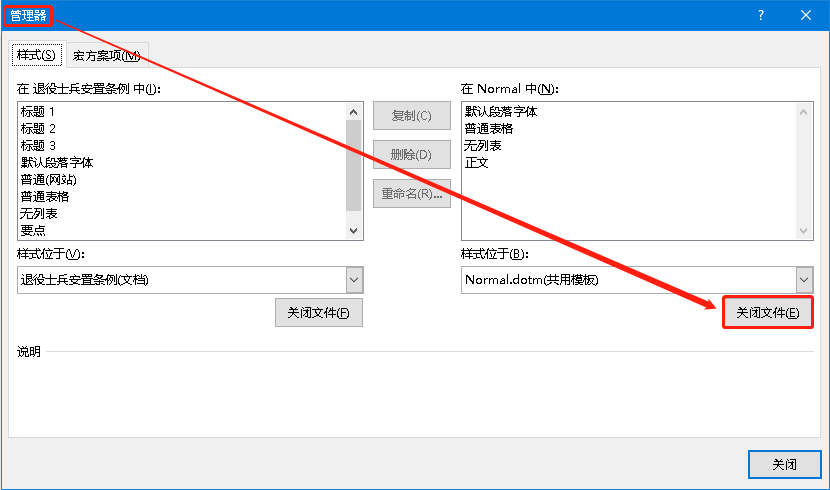 管理器
样式(S) 宏方案项(M)
在 退役士兵安置条例 中(I):
标题 1
标题 2
标题 3
默认段落字体
普通(网站)
普通表格
无列表
要点
样式位于(V):
退役士兵安置条例(文档)
关闭文件(F)
复制(C)
删除(D)
重命名(R)...
在 Normal 中(N):
默认段落字体
普通表格
无列表
正文
样式位于(B):
Normal.dotm(共用模板)
关闭文件(E)
说明
关闭